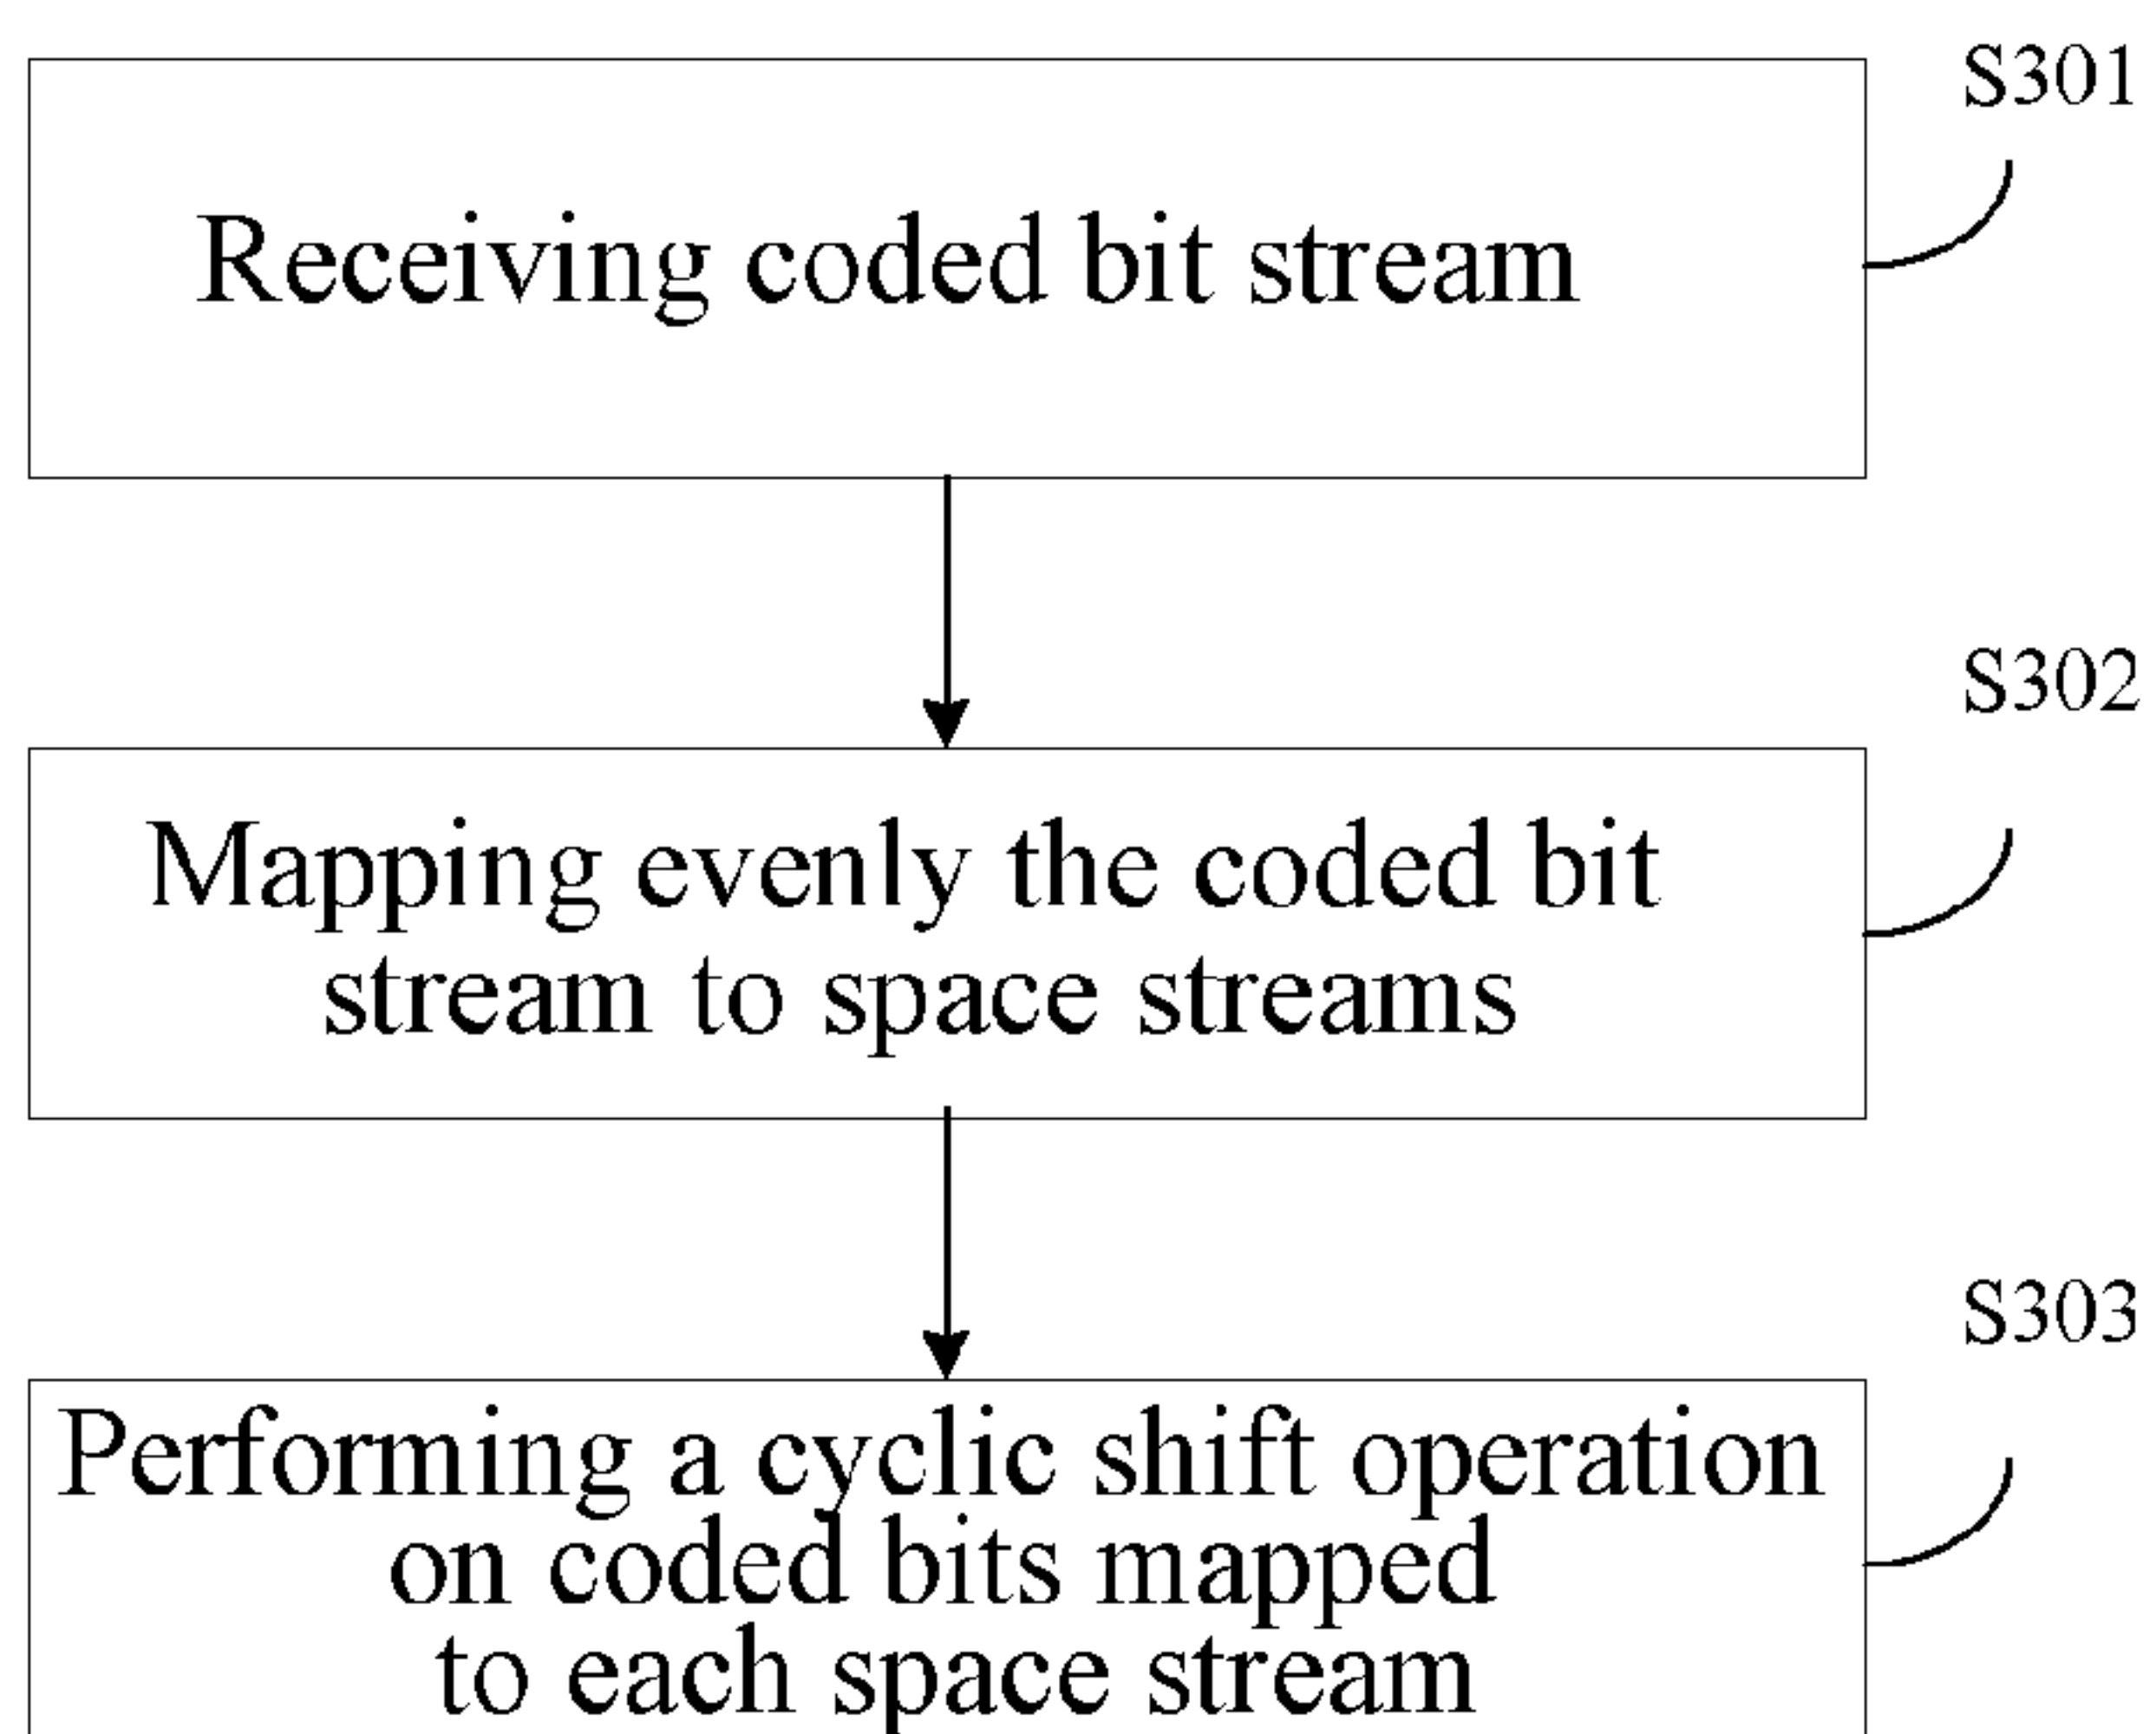 S301
Receiving coded bit stream
S302
Mapping evenly the coded bit
stream to space streams
S303
Performing a cyclic shift operation
on coded bits mapped
to each space stream